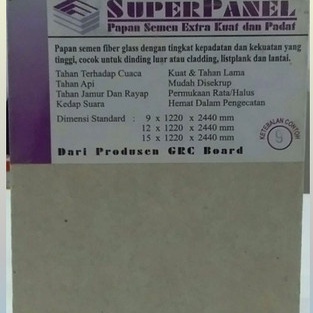 SUPERPANEL
Papan Semen Extra Kuat dan Padat
Papan semen fiber glass dengan tingkat kepadatan dan kekuatan yang
tinggi, cocok untuk dinding luar atau cladding, listplank dan lantai.
Tahan Terhadap Cuaca Kuat & Tahan Lama
Tahan Api Mudah Disekrup
Tahan Jamur Dan Rayap Permukaan Rata/Halus
Kedap Suara Hemat Dalam Pengecatan
Dimensi Standard : 9 x 1220 x 2440 mm
12 x 1220 x 2440 mm
15 x 1220 x 2440 mm
KETEBALAN CONTOH
9
Dari Produsen GRC Board